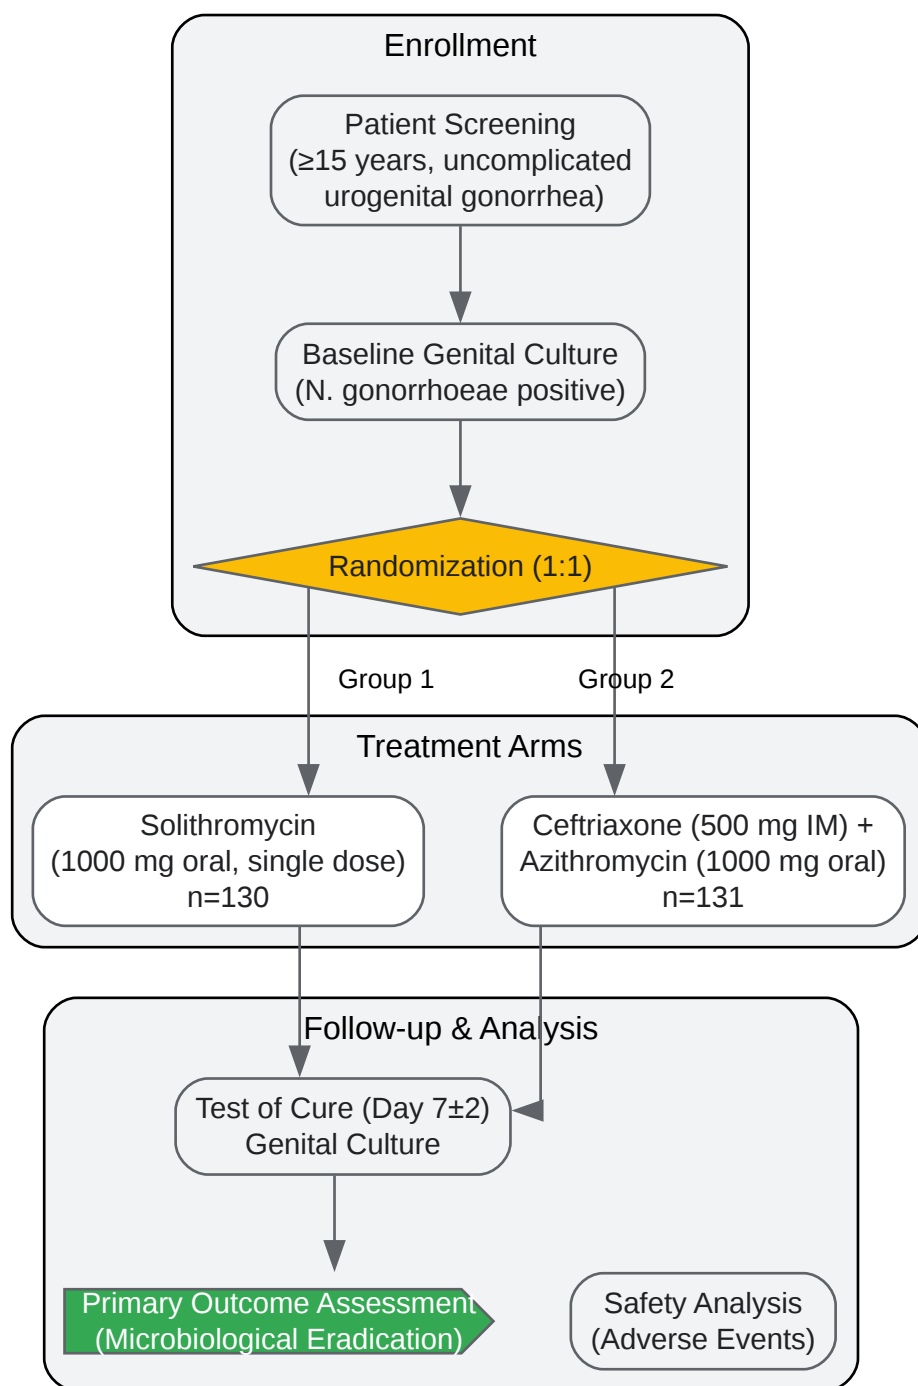 Enrollment
Patient Screening
(≥15 years, uncomplicated
urogenital gonorrhea)
Baseline Genital Culture
(N. gonorrhoeae positive)
Randomization (1:1)
Group 1
Group 2
Treatment Arms
Solithromycin
(1000 mg oral, single dose)
n=130
Ceftriaxone (500 mg IM) +
Azithromycin (1000 mg oral)
n=131
Follow-up & Analysis
Test of Cure (Day 7±2)
Genital Culture
Primary Outcome Assessment
(Microbiological Eradication)
Safety Analysis
(Adverse Events)